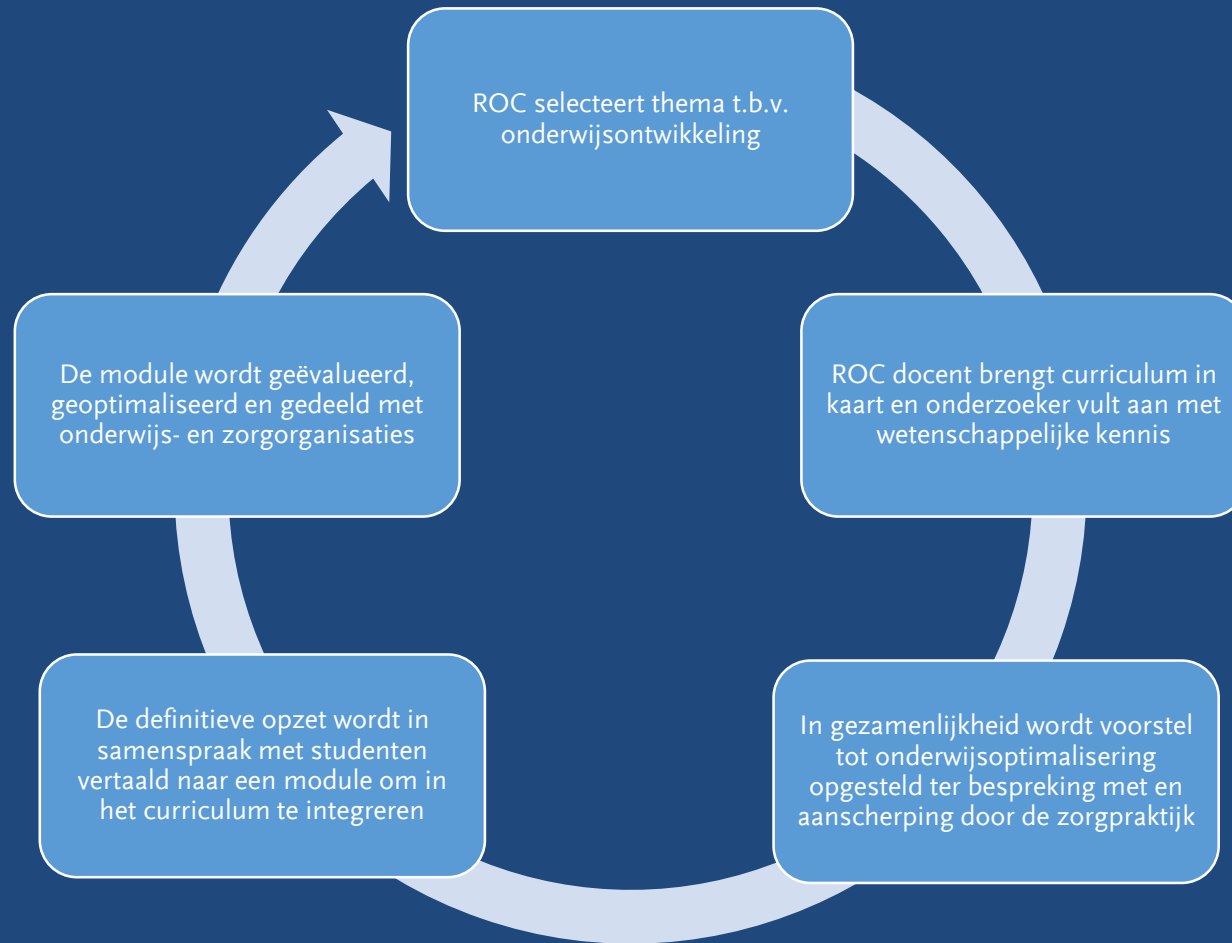 ROC selecteert thema t.b.v.
onderwijsontwikkeling
ROC docent brengt curriculum in
kaart en onderzoeker vult aan met
wetenschappelijke kennis
In gezamenlijkheid wordt voorstel
tot onderwijsoptimalisering
opgesteld ter bespreking met en
aanscherping door de zorgpraktijk
De definitieve opzet wordt in
samenspraak met studenten
vertaald naar een module om in
het curriculum te integreren
De module wordt geëvalueerd,
geoptimaliseerd en gedeeld met
onderwijs- en zorgorganisaties